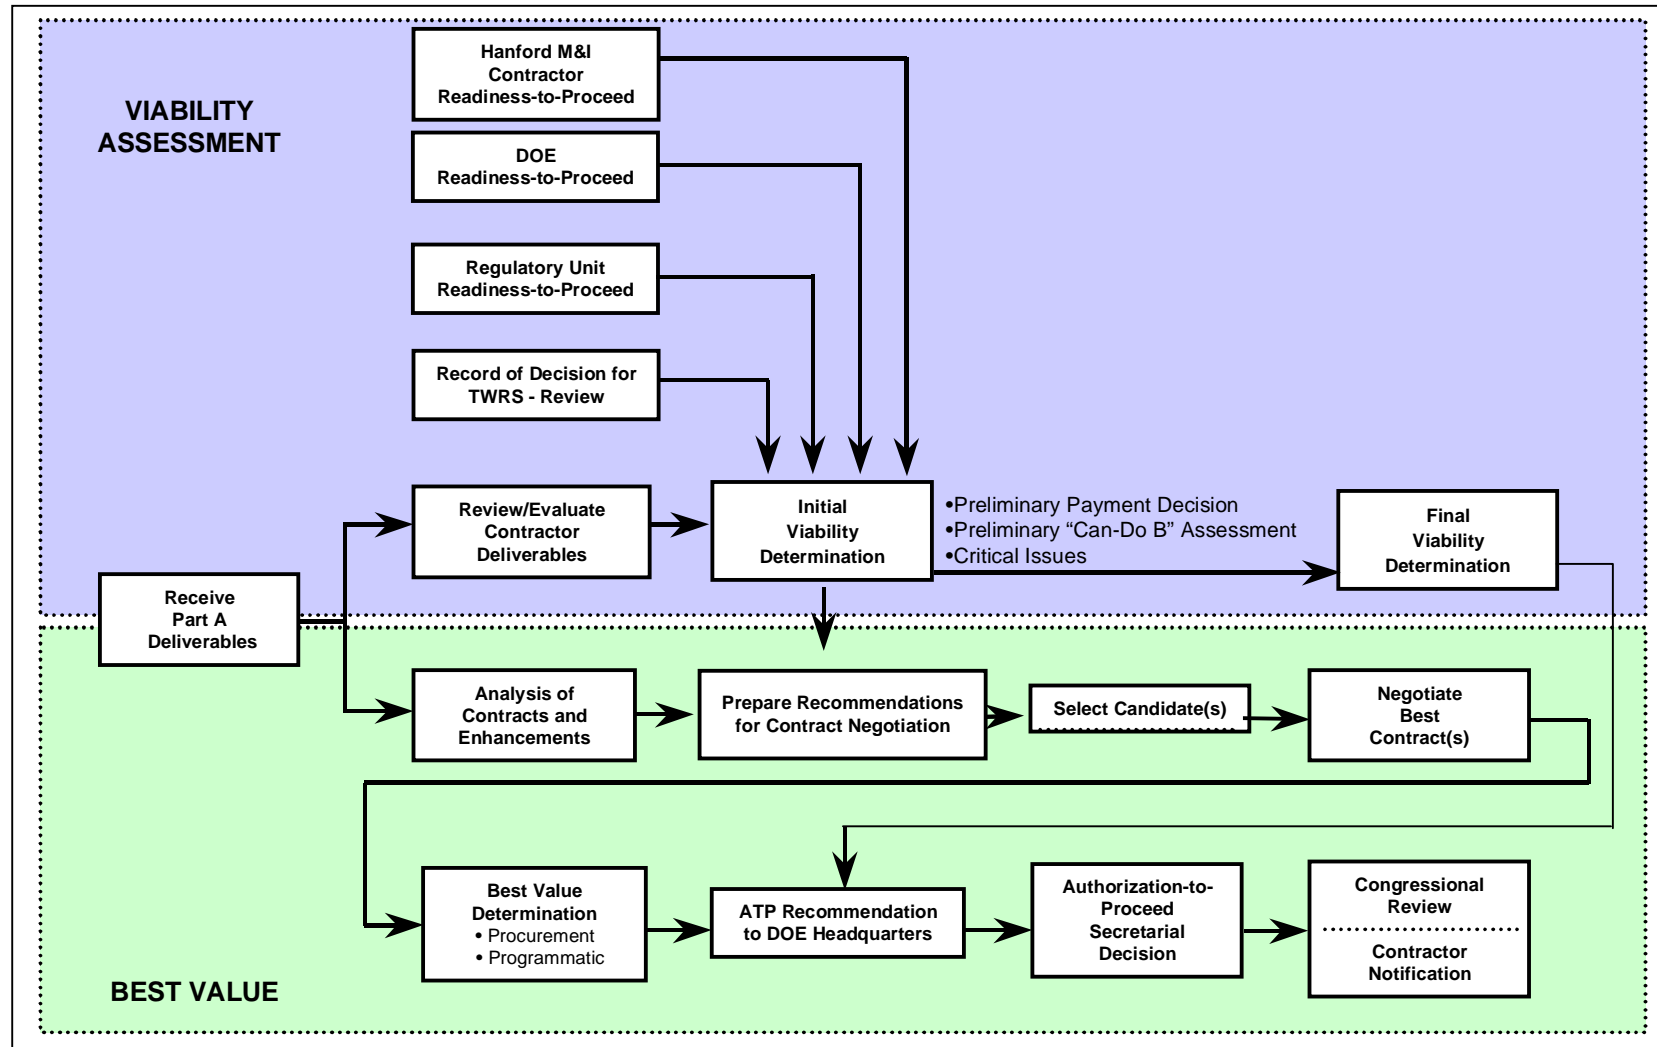 VIABILITY
ASSESSMENT
Hanford M&I
Contractor
Readiness-to-Proceed
DOE
Readiness-to-Proceed
Regulatory Unit
Readiness-to-Proceed
Record of Decision for
TWRS - Review
Review/Evaluate
Contractor
Deliverables
Initial
Viability
Determination
•Preliminary Payment Decision
•Preliminary “Can-Do B” Assessment
•Critical Issues
Final
Viability
Determination
Receive
Part A
Deliverables
Analysis of
Contracts and
Enhancements
Prepare Recommendations
for Contract Negotiation
Select Candidate(s)
Negotiate
Best
Contract(s)
Best Value
Determination
• Procurement
• Programmatic
ATP Recommendation
to DOE Headquarters
Authorization-to-
Proceed
Secretarial
Decision
Congressional
Review
Contractor
Notification
BEST VALUE